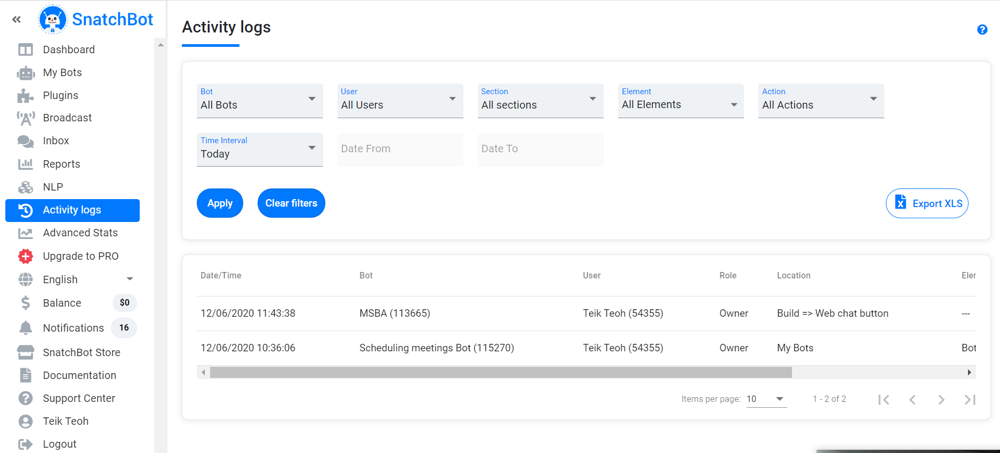 SnatchBot
Dashboard
My Bots
Plugins
Broadcast
Inbox
Reports
NLP
Activity logs
Advanced Stats
Upgrade to PRO
English
Balance $0
Notifications 16
SnatchBot Store
Documentation
Support Center
Teik Teoh
Logout
Activity logs
Bot User Section Element Action
All Bots All Users All sections All Elements All Actions
Time Interval
Today Date From Date To
Apply Clear filters Export XLS
Date/Time Bot User Role Location Eler
12/06/2020 11:43:38 MSBA (113665) Teik Teoh (54355) Owner Build => Web chat button ---
12/06/2020 10:36:06 Scheduling meetings Bot (115270) Teik Teoh (54355) Owner My Bots Bot
Items per page: 10 1 - 2 of 2